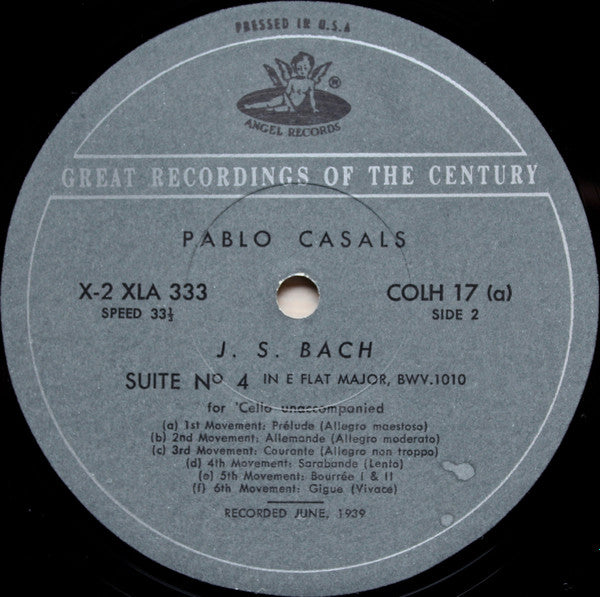 PRESSED IN U.S.A
®
ANGEL RECORDS
GREAT RECORDINGS OF THE CENTURY
PABLO CASALS
X-2 XLA 333
SPEED 33⅓
COLH 17 (a)
SIDE 2
J. S. BACH
SUITE Nº 4 IN E FLAT MAJOR, BWV.1010
for 'Cello unaccompanied
(a) 1st Movement: Prélude (Allegro maestoso)
(b) 2nd Movement: Allemande (Allegro moderato)
(c) 3rd Movement: Courante (Allegro non troppo)
(d) 4th Movement: Sarabande (Lento)
(e) 5th Movement: Bourrée I & II
(f) 6th Movement: Gigue (Vivace)
RECORDED JUNE, 1939